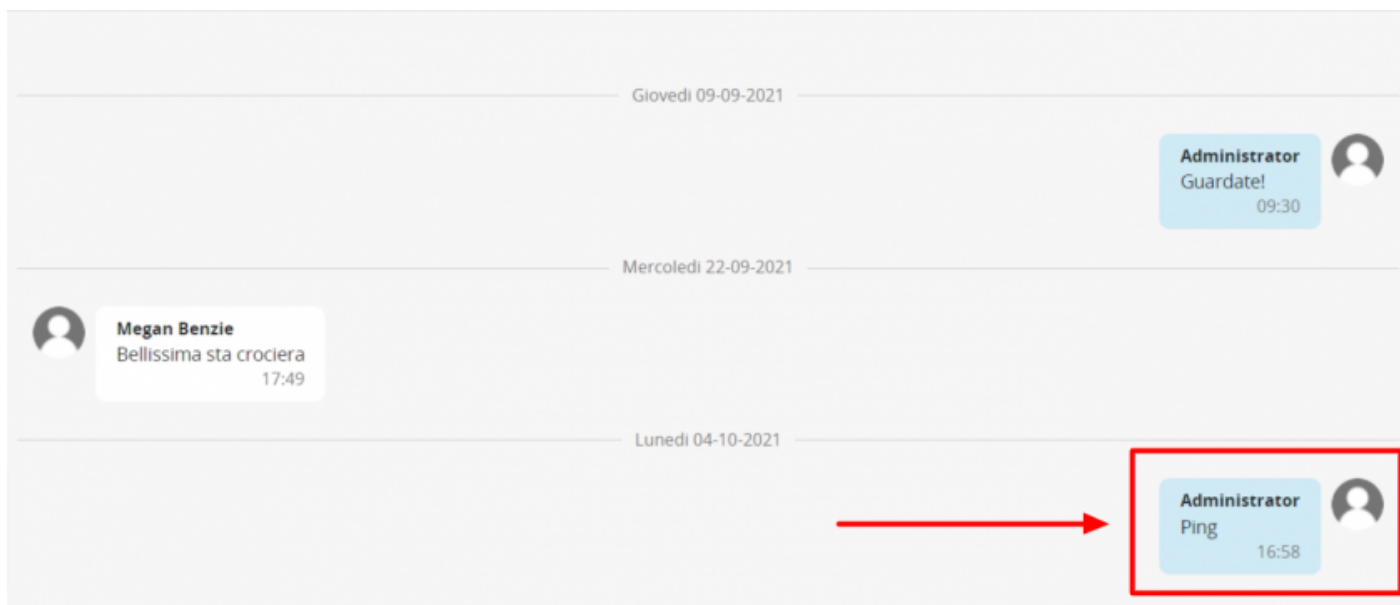 Giovedi 09-09-2021
Administrator
Guardate!
09:30
Mercoledi 22-09-2021
Megan Benzie
Bellissima sta crociera
17:49
Lunedi 04-10-2021
Administrator
Ping
16:58